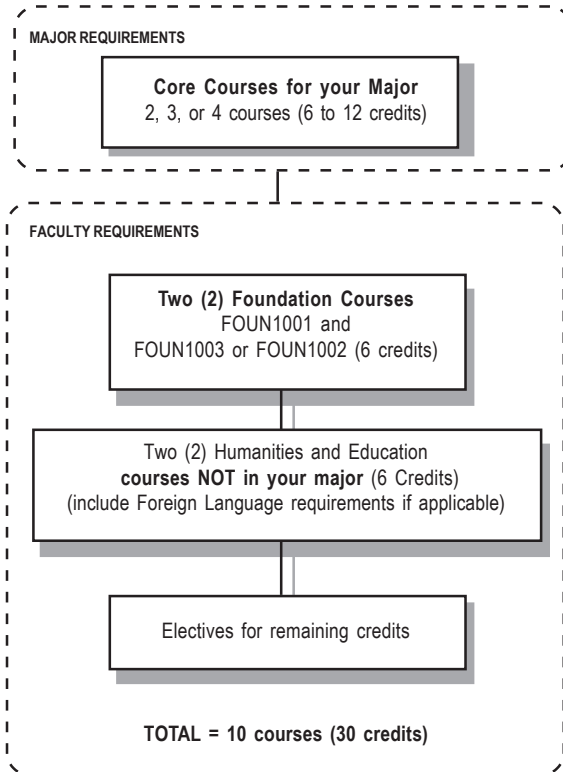 MAJOR REQUIREMENTS
Core Courses for your Major
2, 3, or 4 courses (6 to 12 credits)
FACULTY REQUIREMENTS
Two (2) Foundation Courses
FOUN1001 and
FOUN1003 or FOUN1002 (6 credits)
Two (2) Humanities and Education
courses NOT in your major (6 Credits)
(include Foreign Language requirements if applicable)
Electives for remaining credits
TOTAL = 10 courses (30 credits)